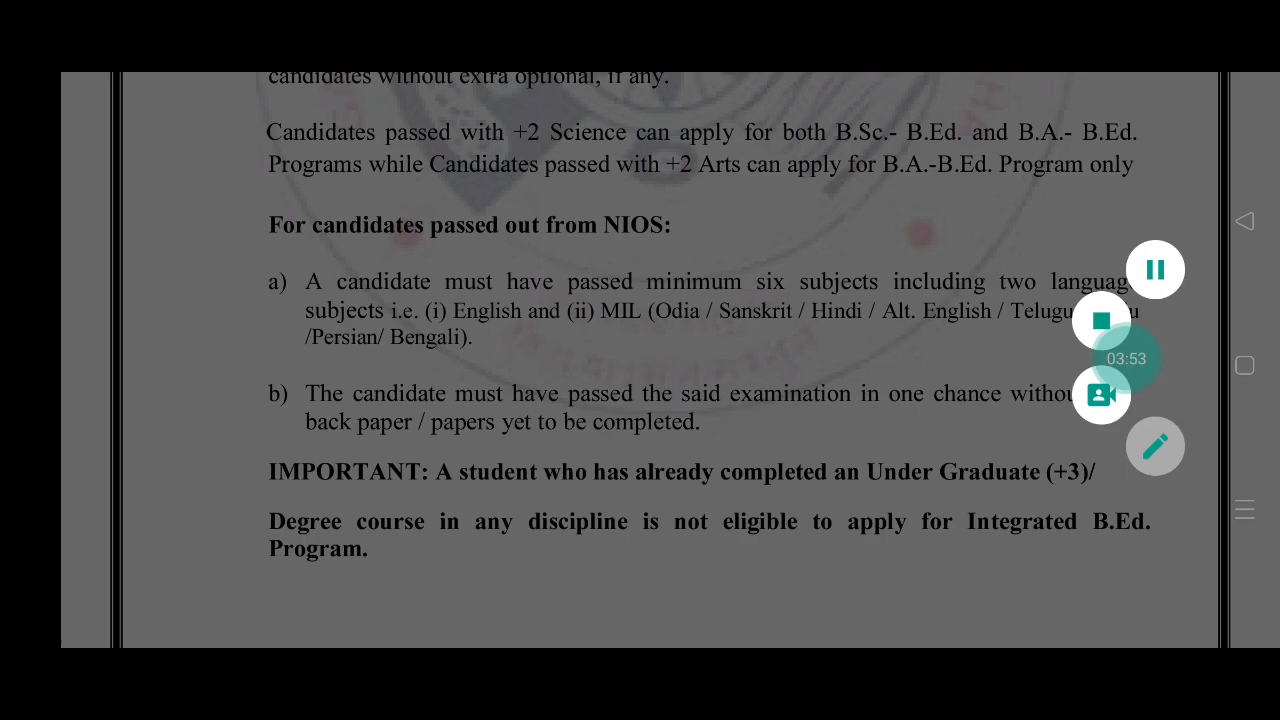 candidates without extra optional, if any.
Candidates passed with +2 Science can apply for both B.Sc.- B.Ed. and B.A.- B.Ed.
Programs while Candidates passed with +2 Arts can apply for B.A.-B.Ed. Program only
For candidates passed out from NIOS:
a) A candidate must have passed minimum six subjects including two language
subjects i.e. (i) English and (ii) MIL (Odia / Sanskrit / Hindi / Alt. English / Telugu
/Persian/ Bengali).
03:53
b) The candidate must have passed the said examination in one chance without
back paper / papers yet to be completed.
IMPORTANT: A student who has already completed an Under Graduate (+3)/
Degree course in any discipline is not eligible to apply for Integrated B.Ed.
Program.